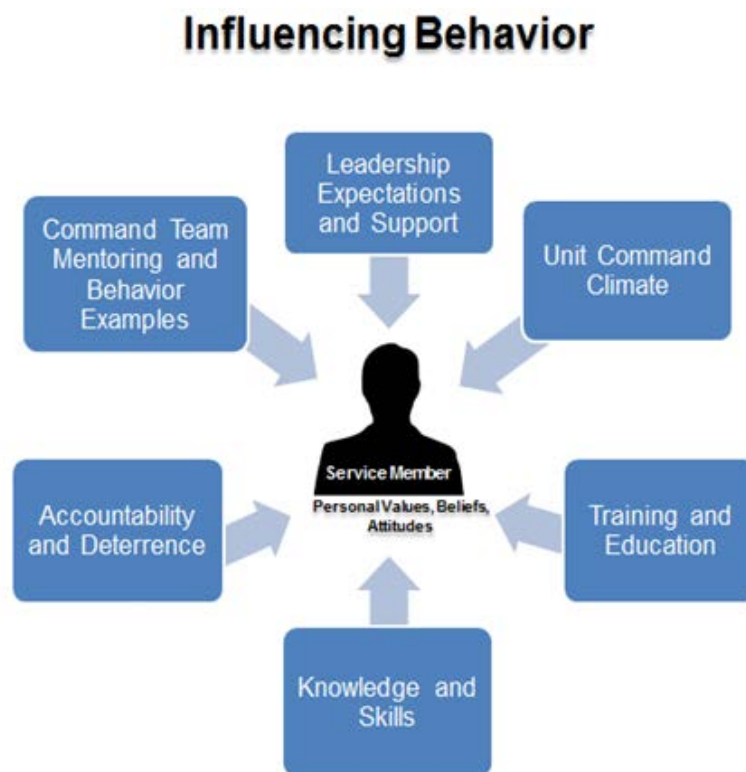 Influencing Behavior
Leadership
Expectations
and Support
Command Team
Mentoring and
Behavior
Examples
Unit Command
Climate
Service Member
Personal Values, Beliefs,
Attitudes
Accountability
and Deterrence
Training and
Education
Knowledge and
Skills